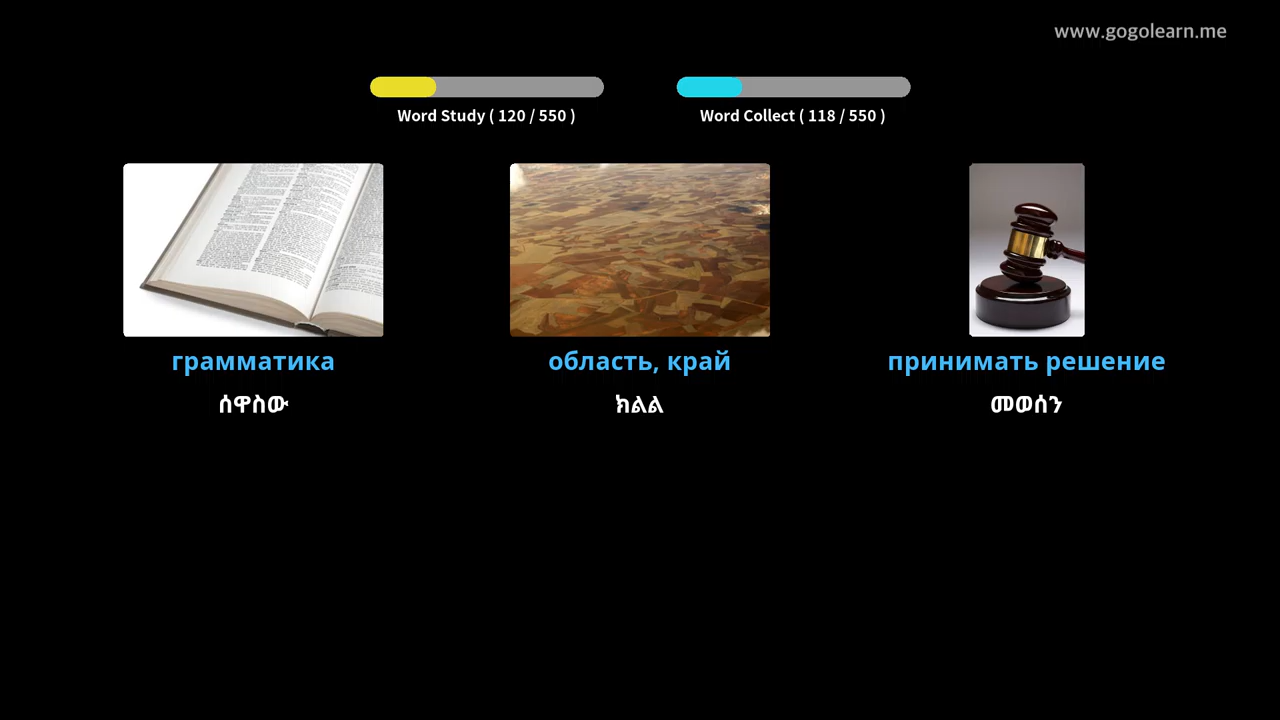 www.gogolearn.me
Word Study ( 120 / 550 )
Word Collect ( 118 / 550 )
грамматика
ሰዋስው
область, край
ክልል
принимать решение
መወሰን